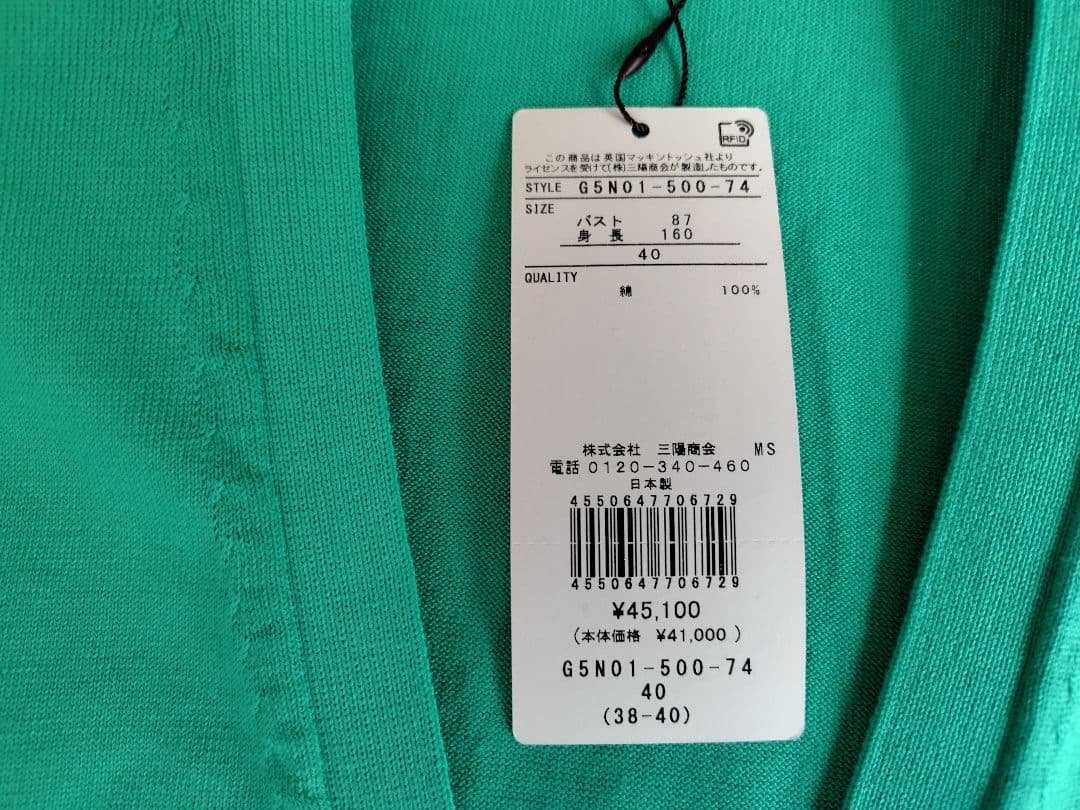 RFID
この商品は英国マッキントッシュ社より
ライセンスを受けて(株)三陽商会が製造したものです。
STYLE G5N01-500-74
SIZE
バスト 87
身長 160
40
QUALITY
綿 100%
株式会社 三陽商会 MS
電話 0120-340-460
日本製
4550647706729
4550647706729
¥45,100
(本体価格 ¥41,000 )
G5N01-500-74
40
(38-40)